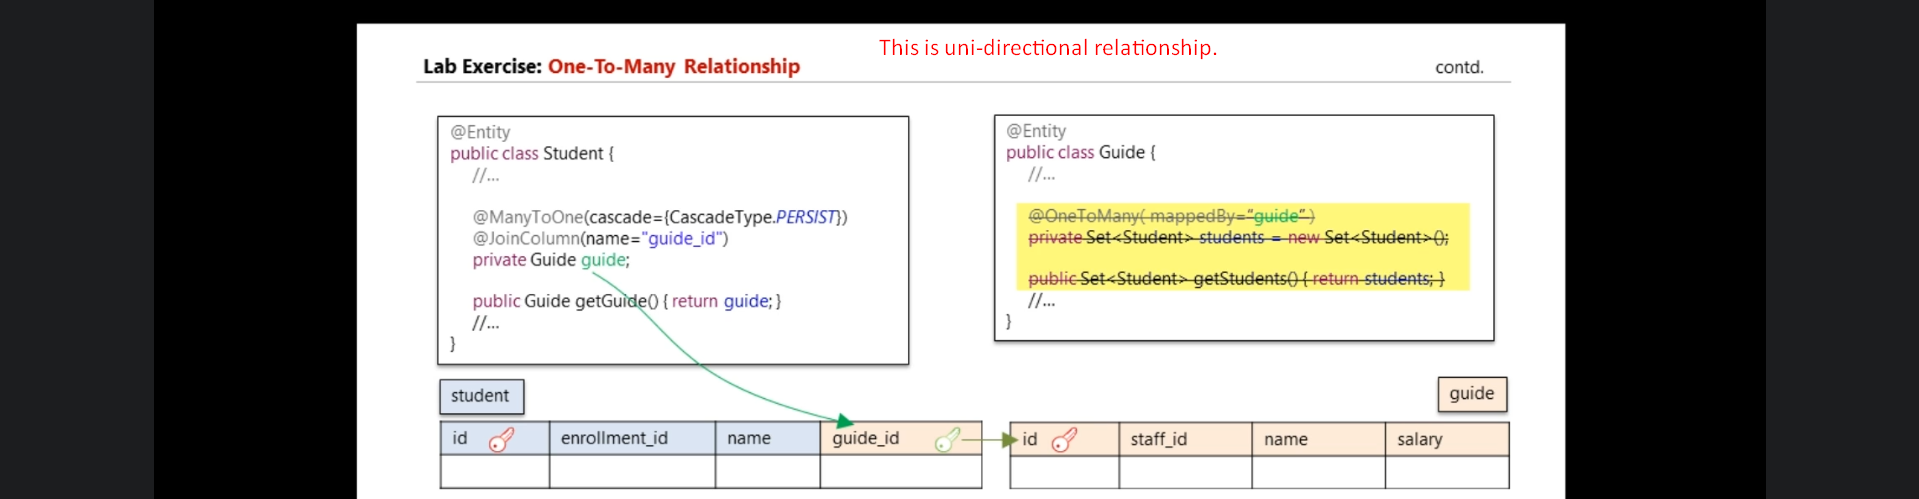 This is uni-directional relationship.
Lab Exercise: One-To-Many Relationship
contd.
@Entity
public class Student {
//...
@ManyToOne(cascade={CascadeType.PERSIST})
@JoinColumn(name="guide_id")
private Guide guide;
public Guide getGuide() { return guide; }
//...
}
@Entity
public class Guide {
//...
@OneToMany( mappedBy="guide" )
private Set<Student> students = new Set<Student>();
public Set<Student> getStudents() { return students; }
//...
}
student
guide
id enrollment_id name guide_id
id staff_id name salary